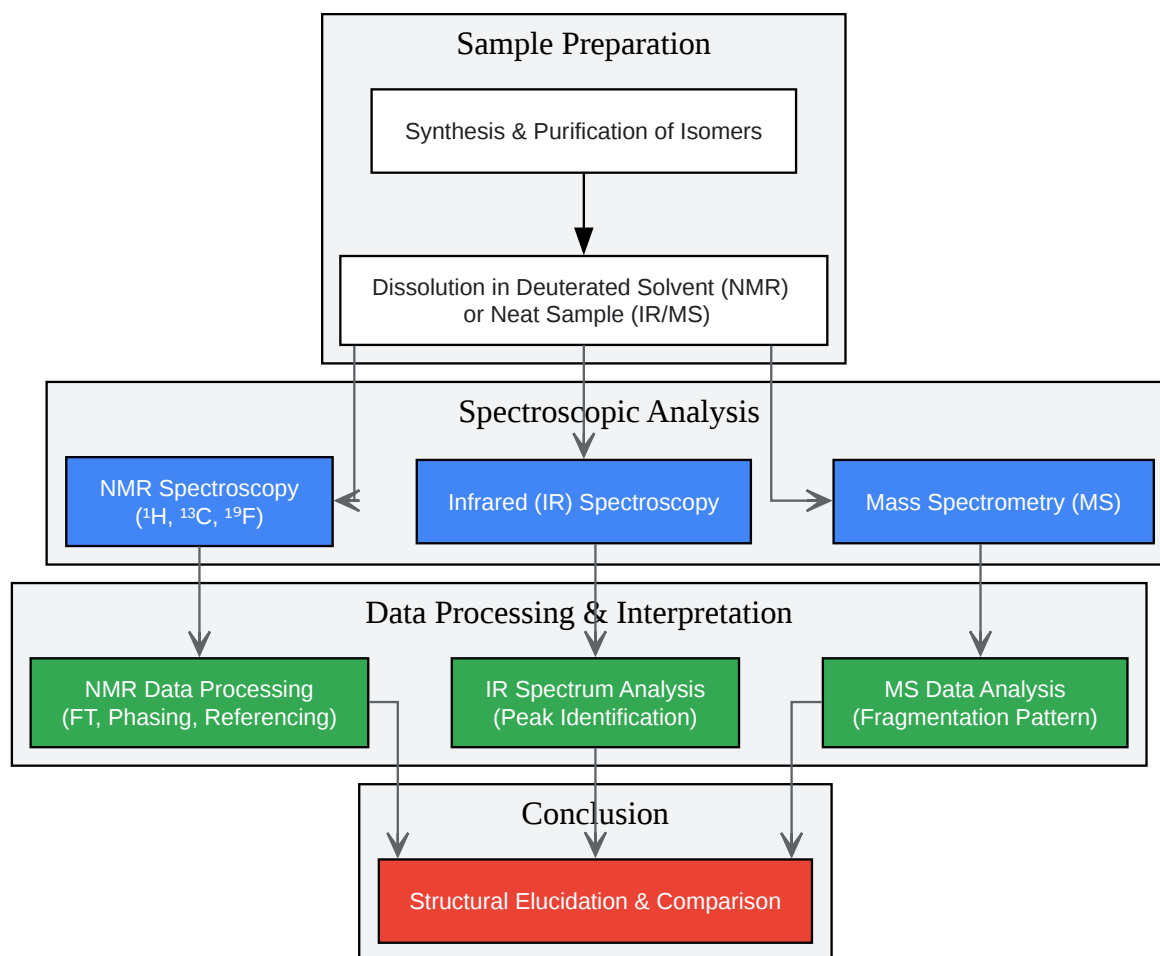 Sample Preparation
Synthesis & Purification of Isomers
Dissolution in Deuterated Solvent (NMR)
or Neat Sample (IR/MS)
Spectroscopic Analysis
NMR Spectroscopy
(¹H, ¹³C, ¹⁹F)
Infrared (IR) Spectroscopy
Mass Spectrometry (MS)
Data Processing & Interpretation
NMR Data Processing
(FT, Phasing, Referencing)
IR Spectrum Analysis
(Peak Identification)
MS Data Analysis
(Fragmentation Pattern)
Conclusion
Structural Elucidation & Comparison